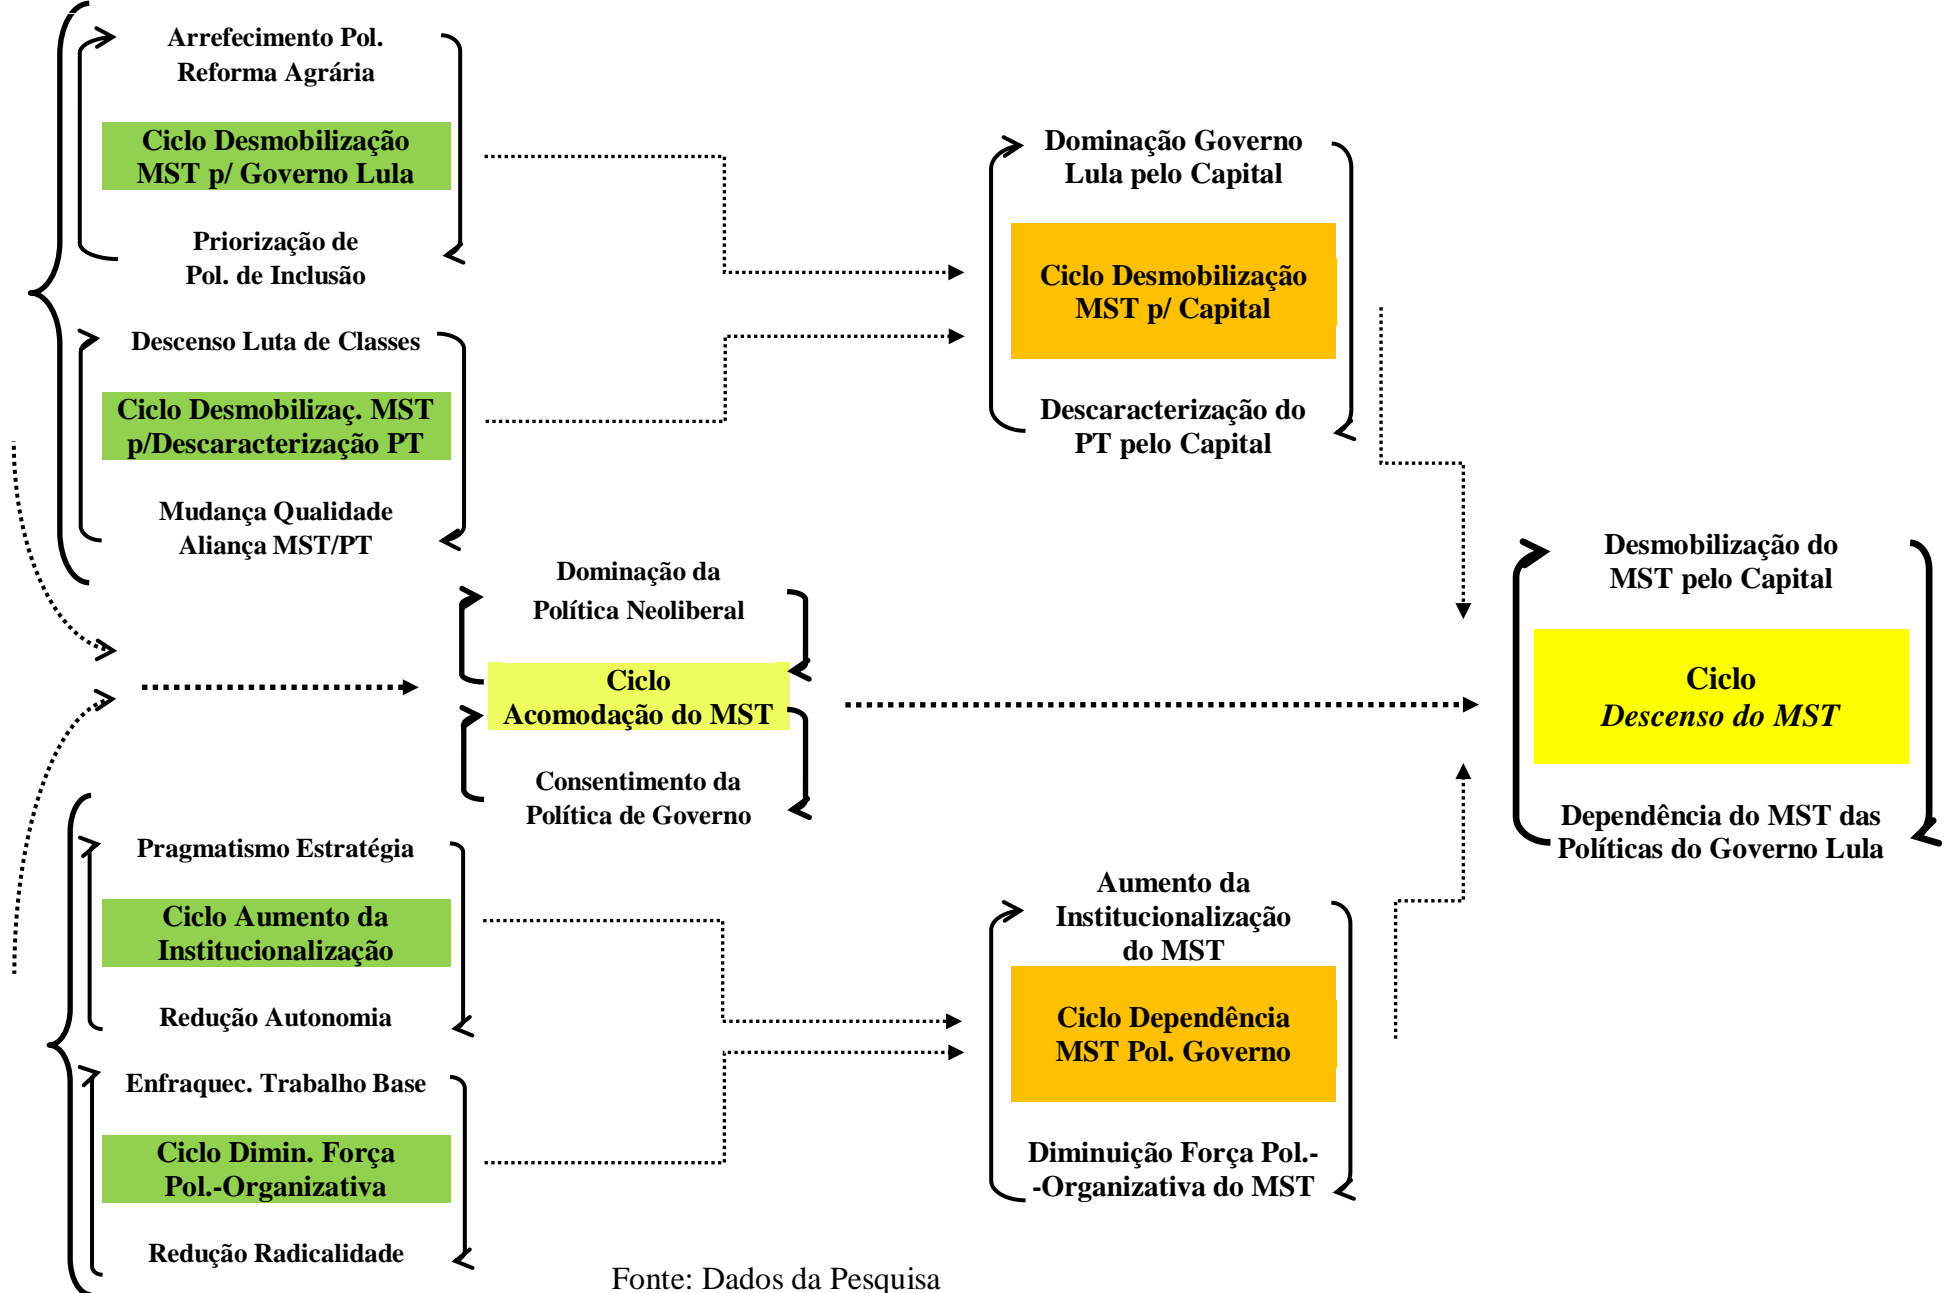 Arrefecimento Pol.
Reforma Agrária
Ciclo Desmobilização
MST p/ Governo Lula
Priorização de
Pol. de Inclusão
Descenso Luta de Classes
Ciclo Desmobilizaç. MST
p/Descaracterização PT
Mudança Qualidade
Aliança MST/PT
Dominação da
Política Neoliberal
Ciclo
Acomodação do MST
Consentimento da
Política de Governo
Pragmatismo Estratégia
Ciclo Aumento da
Institucionalização
Redução Autonomia
Enfraquec. Trabalho Base
Ciclo Dimin. Força
Pol.-Organizativa
Redução Radicalidade
Dominação Governo
Lula pelo Capital
Ciclo Desmobilização
MST p/ Capital
Descaracterização do
PT pelo Capital
Aumento da
Institucionalização
do MST
Ciclo Dependência
MST Pol. Governo
Diminuição Força Pol.-
-Organizativa do MST
Desmobilização do
MST pelo Capital
Ciclo
Descenso do MST
Dependência do MST das
Políticas do Governo Lula
Fonte: Dados da Pesquisa